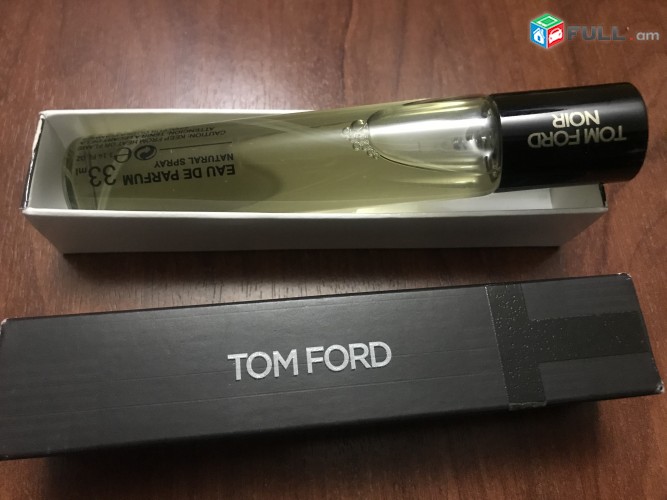 FULL.am
TOM FORD
NOIR
EAU DE PARFUM 33ml
NATURAL SPRAY
TOM FORD